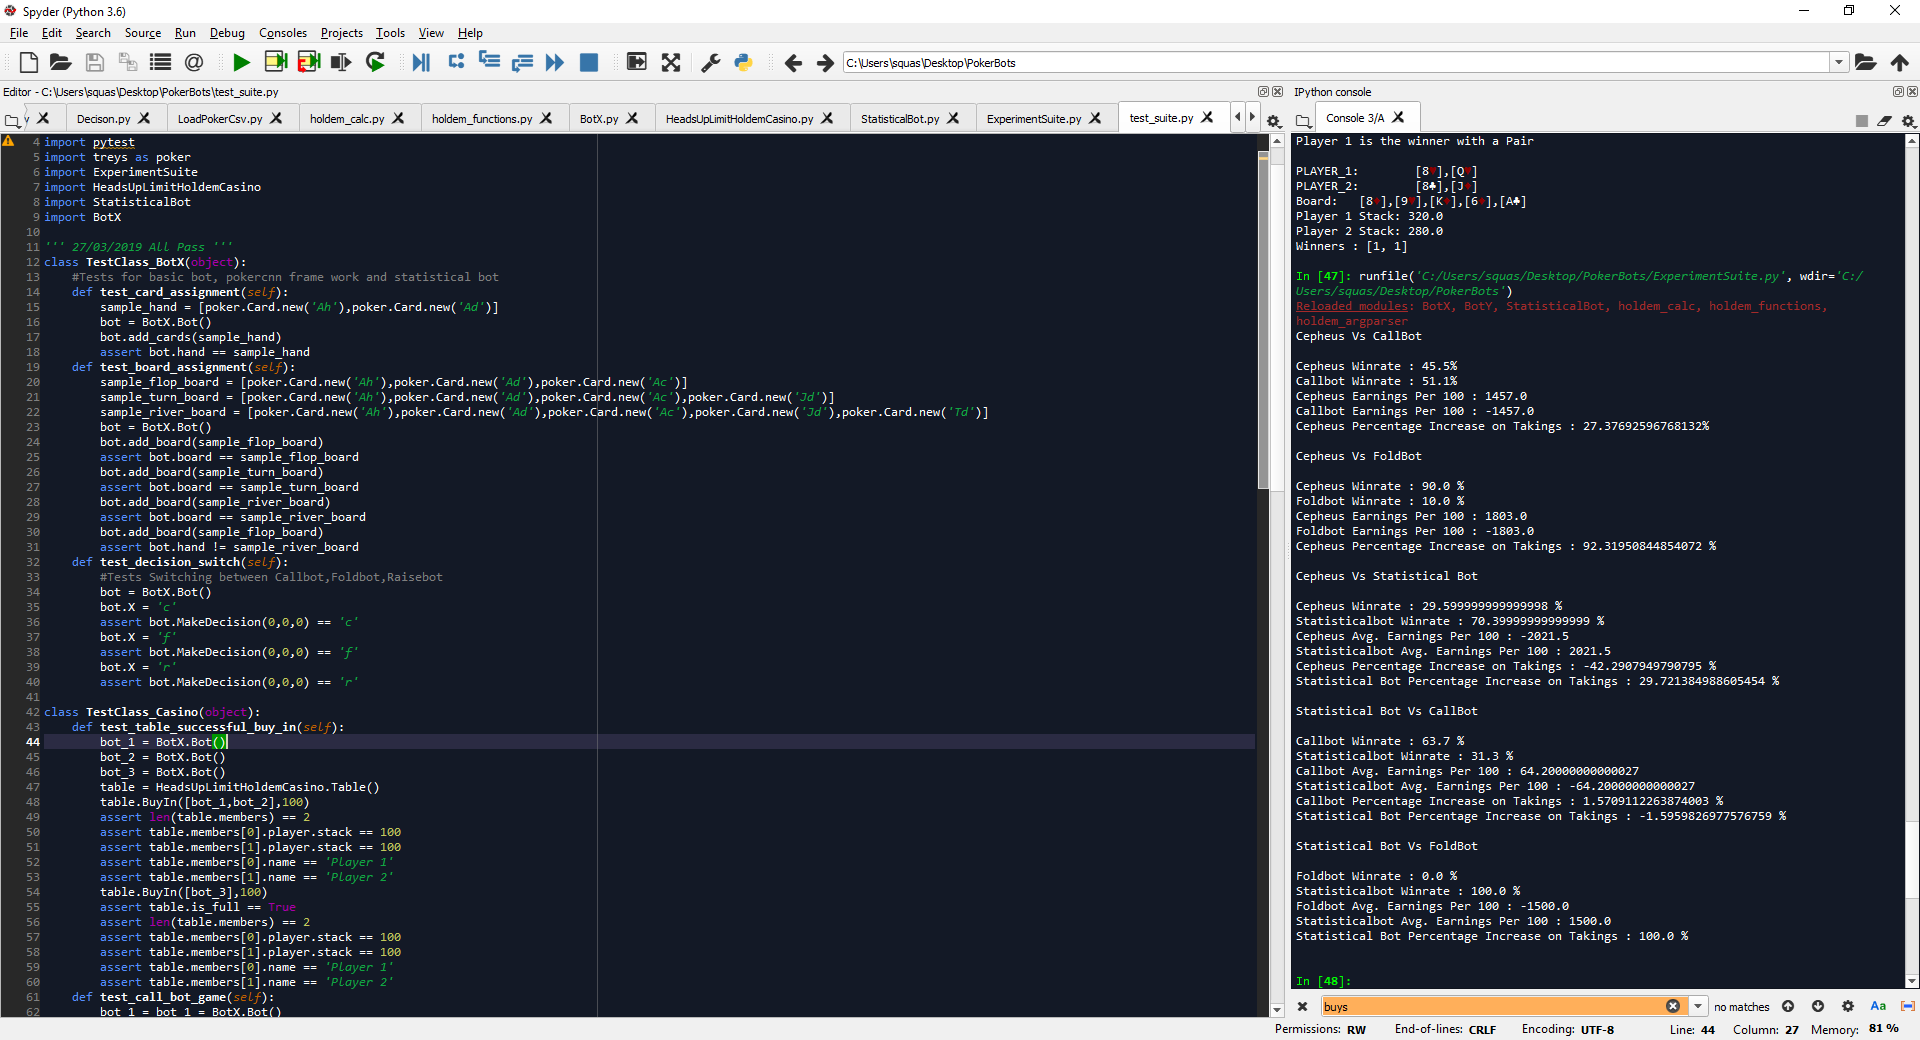 Spyder (Python 3.6)
File Edit Search Source Run Debug Consoles Projects Tools View Help
C:\Users\squas\Desktop\PokerBots
Editor - C:\Users\squas\Desktop\PokerBots\test_suite.py
Decison.py LoadPokerCsv.py holdem_calc.py holdem_functions.py BotX.py HeadsUpLimitHoldemCasino.py StatisticalBot.py ExperimentSuite.py test_suite.py
4 import pytest
5 import treys as poker
6 import ExperimentSuite
7 import HeadsUpLimitHoldemCasino
8 import StatisticalBot
9 import BotX
10
11 ''' 27/03/2019 All Pass '''
12 class TestClass_BotX(object):
13 #Tests for basic bot, pokercnn frame work and statistical bot
14 def test_card_assignment(self):
15 sample_hand = [poker.Card.new('Ah'),poker.Card.new('Ad')]
16 bot = BotX.Bot()
17 bot.add_cards(sample_hand)
18 assert bot.hand == sample_hand
19 def test_board_assignment(self):
20 sample_flop_board = [poker.Card.new('Ah'),poker.Card.new('Ad'),poker.Card.new('Ac')]
21 sample_turn_board = [poker.Card.new('Ah'),poker.Card.new('Ad'),poker.Card.new('Ac'),poker.Card.new('Jd')]
22 sample_river_board = [poker.Card.new('Ah'),poker.Card.new('Ad'),poker.Card.new('Ac'),poker.Card.new('Jd'),poker.Card.new('Td')]
23 bot = BotX.Bot()
24 bot.add_board(sample_flop_board)
25 assert bot.board == sample_flop_board
26 bot.add_board(sample_turn_board)
27 assert bot.board == sample_turn_board
28 bot.add_board(sample_river_board)
29 assert bot.board == sample_river_board
30 bot.add_board(sample_flop_board)
31 assert bot.hand != sample_river_board
32 def test_decision_switch(self):
33 #Tests Switching between Callbot,Foldbot,Raisebot
34 bot = BotX.Bot()
35 bot.X = 'c'
36 assert bot.MakeDecision(0,0,0) == 'c'
37 bot.X = 'f'
38 assert bot.MakeDecision(0,0,0) == 'f'
39 bot.X = 'r'
40 assert bot.MakeDecision(0,0,0) == 'r'
41
42 class TestClass_Casino(object):
43 def test_table_successful_buy_in(self):
44 bot_1 = BotX.Bot()
45 bot_2 = BotX.Bot()
46 bot_3 = BotX.Bot()
47 table = HeadsUpLimitHoldemCasino.Table()
48 table.BuyIn([bot_1,bot_2],100)
49 assert len(table.members) == 2
50 assert table.members[0].player.stack == 100
51 assert table.members[1].player.stack == 100
52 assert table.members[0].name == 'Player 1'
53 assert table.members[1].name == 'Player 2'
54 table.BuyIn([bot_3],100)
55 assert table.is_full == True
56 assert len(table.members) == 2
57 assert table.members[0].player.stack == 100
58 assert table.members[1].player.stack == 100
59 assert table.members[0].name == 'Player 1'
60 assert table.members[1].name == 'Player 2'
61 def test_call_bot_game(self):
62 bot_1 = bot_1 = BotX.Bot()
IPython console
Console 3/A
Player 1 is the winner with a Pair
PLAYER_1: [8♥],[Q♥]
PLAYER_2: [8♣],[J♦]
Board: [8♦],[9♥],[K♦],[6♦],[A♣]
Player 1 Stack: 320.0
Player 2 Stack: 280.0
Winners : [1, 1]
In [47]: runfile('C:/Users/squas/Desktop/PokerBots/ExperimentSuite.py', wdir='C:/
Users/squas/Desktop/PokerBots')
Reloaded modules: BotX, BotY, StatisticalBot, holdem_calc, holdem_functions,
holdem_argparser
Cepheus Vs CallBot
Cepheus Winrate : 45.5%
Callbot Winrate : 51.1%
Cepheus Earnings Per 100 : 1457.0
Callbot Earnings Per 100 : -1457.0
Cepheus Percentage Increase on Takings : 27.37692596768132%
Cepheus Vs FoldBot
Cepheus Winrate : 90.0 %
Foldbot Winrate : 10.0 %
Cepheus Earnings Per 100 : 1803.0
Foldbot Earnings Per 100 : -1803.0
Cepheus Percentage Increase on Takings : 92.31950844854072 %
Cepheus Vs Statistical Bot
Cepheus Winrate : 29.599999999999998 %
Statisticalbot Winrate : 70.39999999999999 %
Cepheus Avg. Earnings Per 100 : -2021.5
Statisticalbot Avg. Earnings Per 100 : 2021.5
Cepheus Percentage Increase on Takings : -42.2907949790795 %
Statistical Bot Percentage Increase on Takings : 29.721384988605454 %
Statistical Bot Vs CallBot
Callbot Winrate : 63.7 %
Statisticalbot Winrate : 31.3 %
Callbot Avg. Earnings Per 100 : 64.20000000000027
Statisticalbot Avg. Earnings Per 100 : -64.20000000000027
Callbot Percentage Increase on Takings : 1.5709112263874003 %
Statistical Bot Percentage Increase on Takings : -1.5959826977576759 %
Statistical Bot Vs FoldBot
Foldbot Winrate : 0.0 %
Statisticalbot Winrate : 100.0 %
Foldbot Avg. Earnings Per 100 : -1500.0
Statisticalbot Avg. Earnings Per 100 : 1500.0
Statistical Bot Percentage Increase on Takings : 100.0 %
In [48]:
buys no matches Aa
Permissions: RW End-of-lines: CRLF Encoding: UTF-8 Line: 44 Column: 27 Memory: 81 %